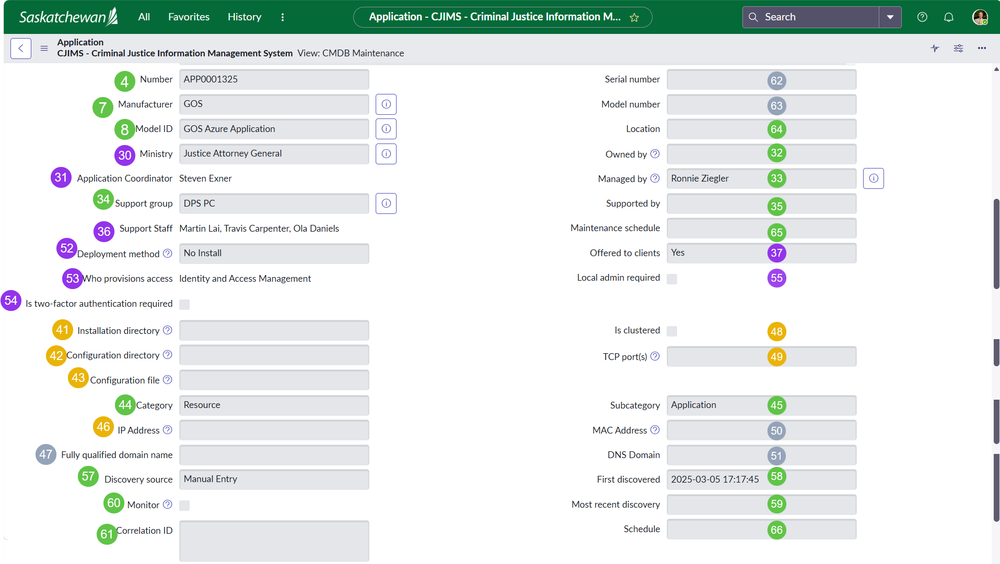 Saskatchewan All Favorites History Application - CJIMS - Criminal Justice Information M... Search
Application
CJIMS - Criminal Justice Information Management System View: CMDB Maintenance
4 Number APP0001325 Serial number 62
7 Manufacturer GOS Model number 63
8 Model ID GOS Azure Application Location 64
30 Ministry Justice Attorney General Owned by 32
31 Application Coordinator Steven Exner Managed by Ronnie Ziegler 33
34 Support group DPS PC Supported by 35
36 Support Staff Martin Lai, Travis Carpenter, Ola Daniels Maintenance schedule 65
52 Deployment method No Install Offered to clients Yes 37
53 Who provisions access Identity and Access Management Local admin required 55
54 Is two-factor authentication required
41 Installation directory Is clustered 48
42 Configuration directory TCP port(s) 49
43 Configuration file
44 Category Resource Subcategory Application 45
46 IP Address MAC Address 50
47 Fully qualified domain name DNS Domain 51
57 Discovery source Manual Entry First discovered 2025-03-05 17:17:45 58
60 Monitor Most recent discovery 59
61 Correlation ID Schedule 66